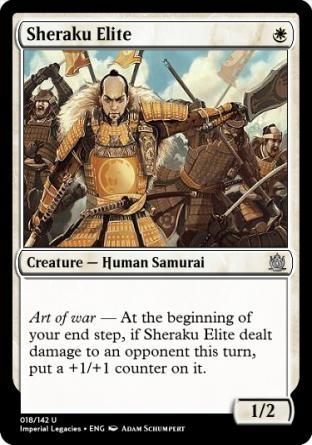 Sheraku Elite
Creature — Human Samurai
Art of war — At the beginning of
your end step, if Sheraku Elite dealt
damage to an opponent this turn,
put a +1/+1 counter on it.
1/2
018/142 U
Imperial Legacies • ENG Adam Schumpert